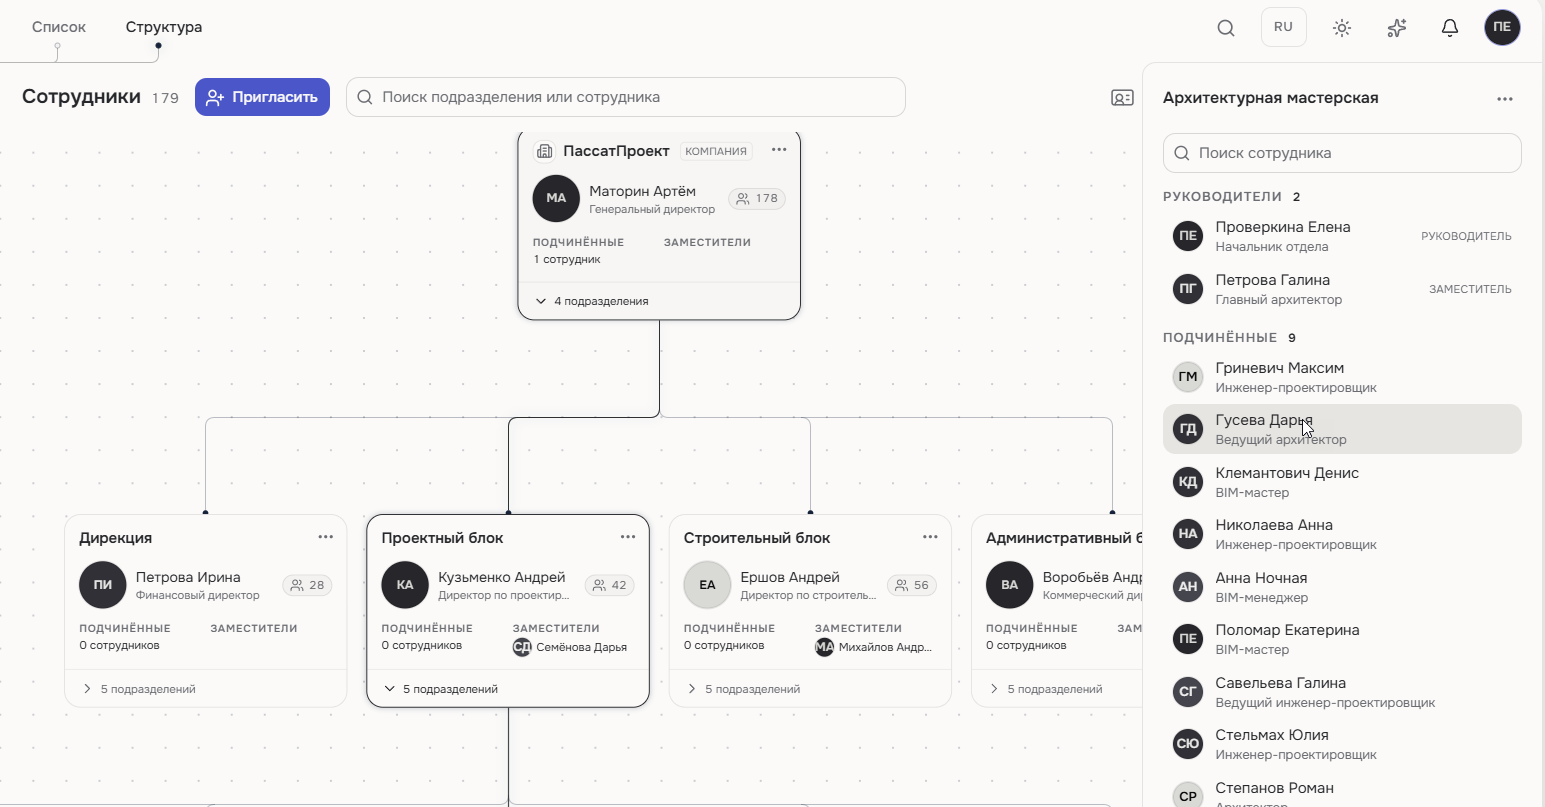 Список
Структура
RU
ПЕ
Сотрудники 179
Пригласить
Поиск подразделения или сотрудника
ПассатПроект КОМПАНИЯ
МА
Маторин Артём
Генеральный директор
178
ПОДЧИНЁННЫЕ
ЗАМЕСТИТЕЛИ
1 сотрудник
4 подразделения
Дирекция
ПИ
Петрова Ирина
Финансовый директор
28
ПОДЧИНЁННЫЕ
ЗАМЕСТИТЕЛИ
0 сотрудников
5 подразделений
Проектный блок
КА
Кузьменко Андрей
Директор по проектир...
42
ПОДЧИНЁННЫЕ
ЗАМЕСТИТЕЛИ
0 сотрудников
СД Семёнова Дарья
5 подразделений
Строительный блок
ЕА
Ершов Андрей
Директор по строитель...
56
ПОДЧИНЁННЫЕ
ЗАМЕСТИТЕЛИ
0 сотрудников
МА Михайлов Андр...
5 подразделений
Административный б
ВА
Воробьёв Андр
Коммерческий дир
ПОДЧИНЁННЫЕ
ЗАМ
0 сотрудников
5 подразделений
Архитектурная мастерская
Поиск сотрудника
РУКОВОДИТЕЛИ 2
ПЕ
Проверкина Елена
Начальник отдела
РУКОВОДИТЕЛЬ
ПГ
Петрова Галина
Главный архитектор
ЗАМЕСТИТЕЛЬ
ПОДЧИНЁННЫЕ 9
ГМ
Гриневич Максим
Инженер-проектировщик
ГД
Гусева Дарья
Ведущий архитектор
КД
Клемантович Денис
BIM-мастер
НА
Николаева Анна
Инженер-проектировщик
АН
Анна Ночная
BIM-менеджер
ПЕ
Поломар Екатерина
BIM-мастер
СГ
Савельева Галина
Ведущий инженер-проектировщик
СЮ
Стельмах Юлия
Инженер-проектировщик
СР
Степанов Роман
Архитектор